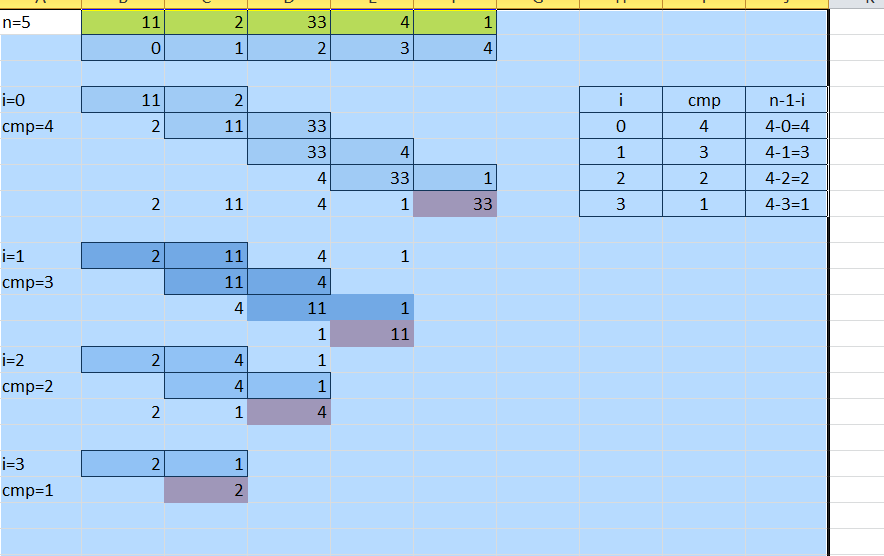 n=5 11 2 33 4 1
0 1 2 3 4
i=0 11 2 i cmp n-1-i
cmp=4 2 11 33 0 4 4-0=4
33 4 1 3 4-1=3
4 33 1 2 2 4-2=2
2 11 4 1 33 3 1 4-3=1
i=1 2 11 4 1
cmp=3 11 4
4 11 1
1 11
i=2 2 4 1
cmp=2 4 1
2 1 4
i=3 2 1
cmp=1 2